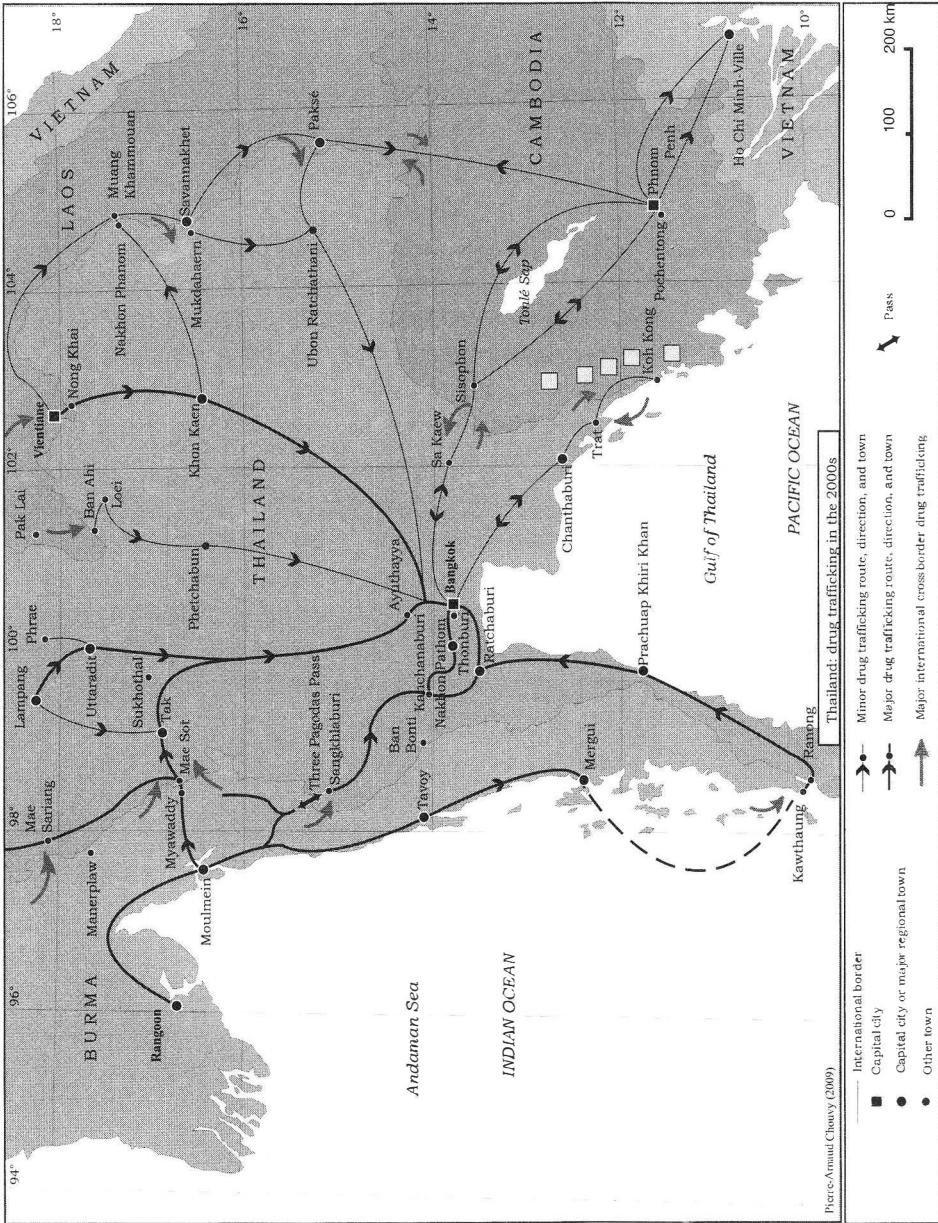 94°
96°
98°
100°
102°
104°
106°
Mae
Sariang
Lampang
Phrae
Pak Lai
Vientiane
LAOS
VIETNAM
18°
BURMA
Manerplaw
Uttaradit
Ban Ahi
Loei
Nong Khai
Nakhon Phanom
Muang
Khammouan
Rangoon
Myawaddy
Mae Sot
Tak
Sukhothai
Moulmein
Phetchabun
Khon Kaen
Mukdahaern
Savannakhet
16°
THAILAND
Three Pagodas Pass
Sangkhlaburi
Ubon Ratchathani
Paksé
Ayuthayya
Ban
Bonti
Kanchanaburi
Nakhon Pathom
Thonburi
Bangkok
Tavoy
14°
Andaman Sea
Ratchaburi
Sa Kaew
Sisophon
INDIAN OCEAN
Tonlé Sap
CAMBODIA
Mergui
Chanthaburi
Trat
Prachuap Khiri Khan
Koh Kong
Pochentong
Phnom
Penh
12°
Gulf of Thailand
Ho Chi Minh-Ville
VIETNAM
Kawthaung
Ranong
PACIFIC OCEAN
10°
Pierre-Arnaud Chouvy (2009)
Thailand: drug trafficking in the 2000s
International border
Capital city
Capital city or major regional town
Other town
Minor drug trafficking route, direction, and town
Major drug trafficking route, direction, and town
Major international crossborder drug trafficking
Pass
0 100 200 km